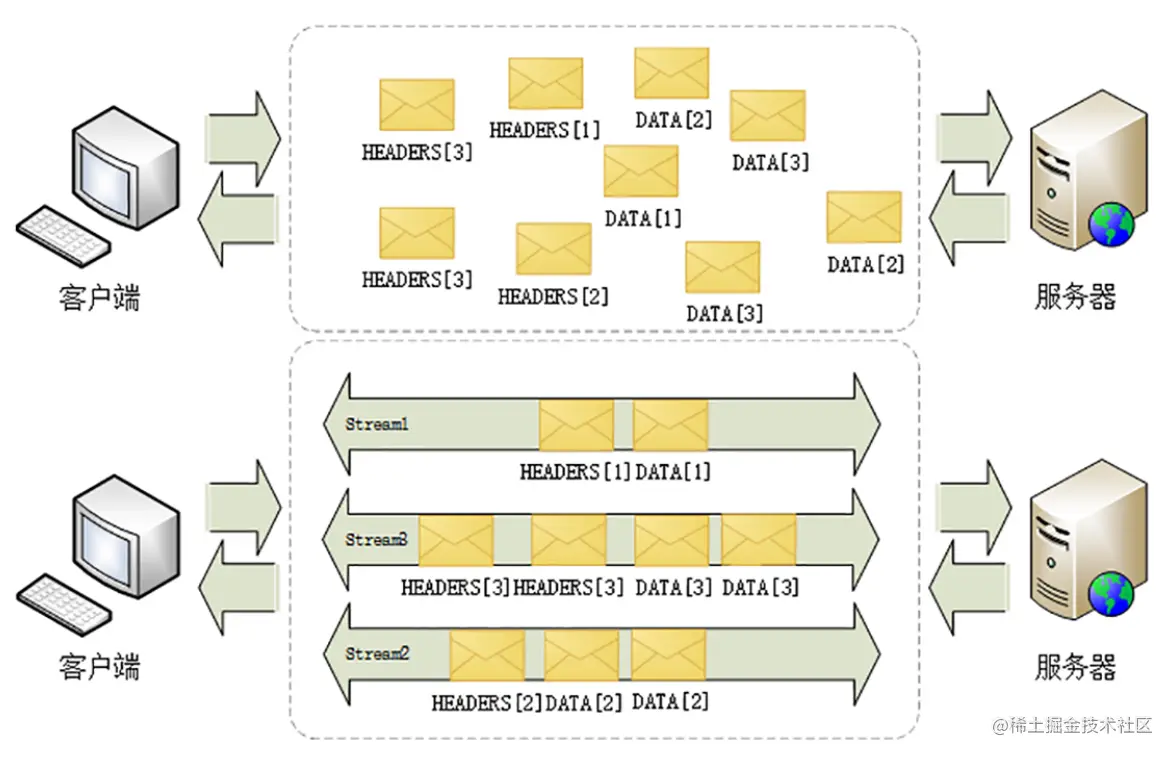 HEADERS[3]
HEADERS[1]
DATA[2]
DATA[3]
DATA[1]
HEADERS[3]
HEADERS[2]
DATA[3]
DATA[2]
客户端
服务器
Stream1
HEADERS[1] DATA[1]
Stream3
HEADERS[3] HEADERS[3] DATA[3] DATA[3]
Stream2
HEADERS[2] DATA[2] DATA[2]
客户端
服务器
@稀土掘金技术社区